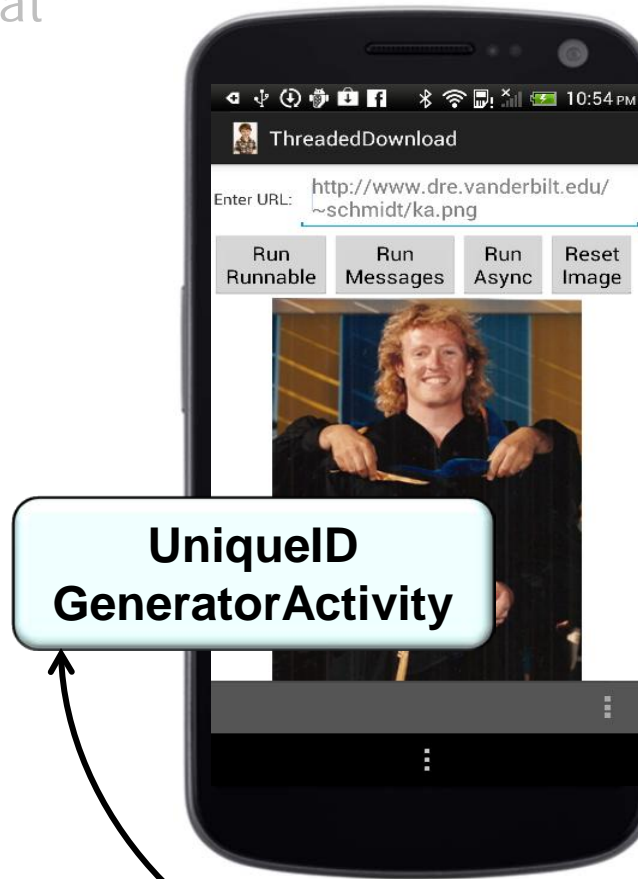 at
10:54 PM
ThreadedDownload
Enter URL:
http://www.dre.vanderbilt.edu/
~schmidt/ka.png
Run
Runnable
Run
Messages
Run
Async
Reset
Image
UniqueID
GeneratorActivity